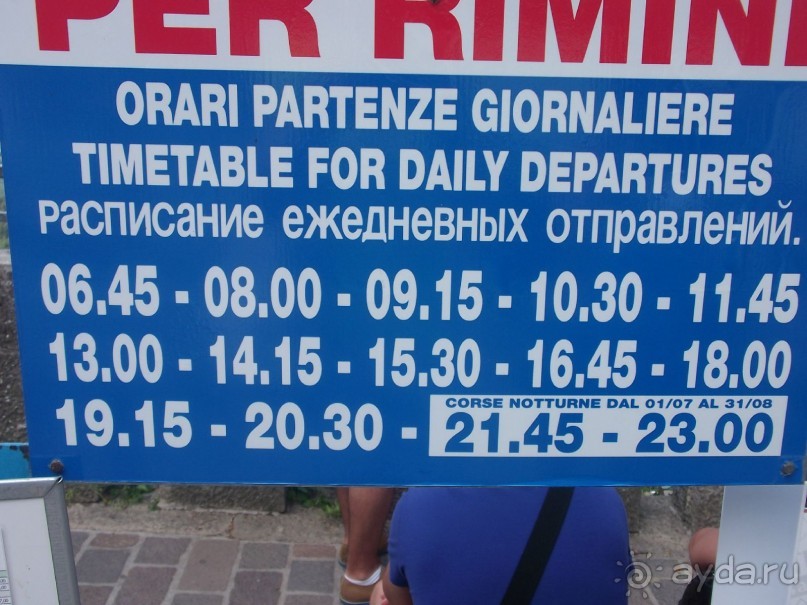 PER RIMINI
ORARI PARTENZE GIORNALIERE
TIMETABLE FOR DAILY DEPARTURES
Расписание ежедневных отправлений.
06.45 - 08.00 - 09.15 - 10.30 - 11.45
13.00 - 14.15 - 15.30 - 16.45 - 18.00
CORSE NOTTURNE DAL 01/07 AL 31/08
19.15 - 20.30 - 21.45 - 23.00
ayda.ru